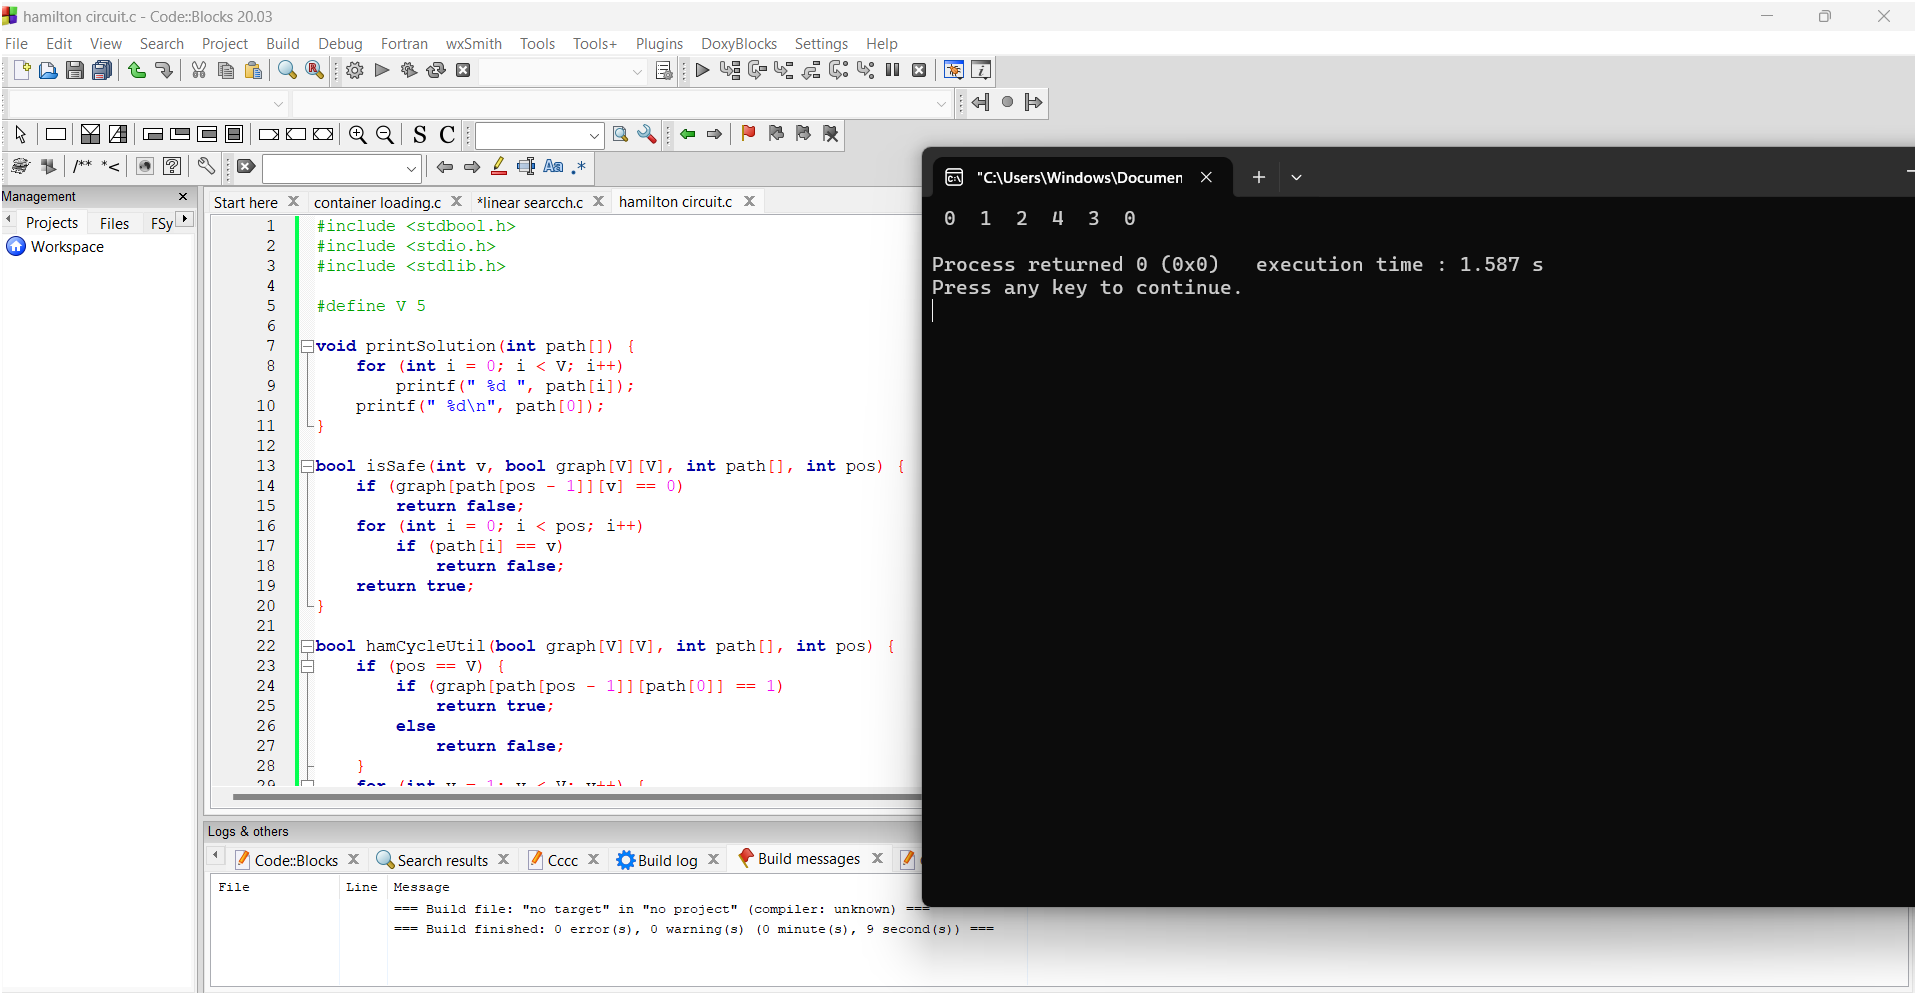 hamilton circuit.c - Code::Blocks 20.03
File Edit View Search Project Build Debug Fortran wxSmith Tools Tools+ Plugins DoxyBlocks Settings Help
S C
/** *<
Aa .*
Management
Projects Files FSy
Workspace
Start here container loading.c *linear searcch.c hamilton circuit.c
1 #include <stdbool.h>
2 #include <stdio.h>
3 #include <stdlib.h>
4
5 #define V 5
6
7 void printSolution(int path[]) {
8 for (int i = 0; i < V; i++)
9 printf(" %d ", path[i]);
10 printf(" %d\n", path[0]);
11 }
12
13 bool isSafe(int v, bool graph[V][V], int path[], int pos) {
14 if (graph[path[pos - 1]][v] == 0)
15 return false;
16 for (int i = 0; i < pos; i++)
17 if (path[i] == v)
18 return false;
19 return true;
20 }
21
22 bool hamCycleUtil(bool graph[V][V], int path[], int pos) {
23 if (pos == V) {
24 if (graph[path[pos - 1]][path[0]] == 1)
25 return true;
26 else
27 return false;
28 }
29 for (int v = 1; v < V; v++) {
"C:\Users\Windows\Documen
0 1 2 4 3 0
Process returned 0 (0x0) execution time : 1.587 s
Press any key to continue.
Logs & others
Code::Blocks Search results Cccc Build log Build messages
File Line Message
=== Build file: "no target" in "no project" (compiler: unknown) ===
=== Build finished: 0 error(s), 0 warning(s) (0 minute(s), 9 second(s)) ===